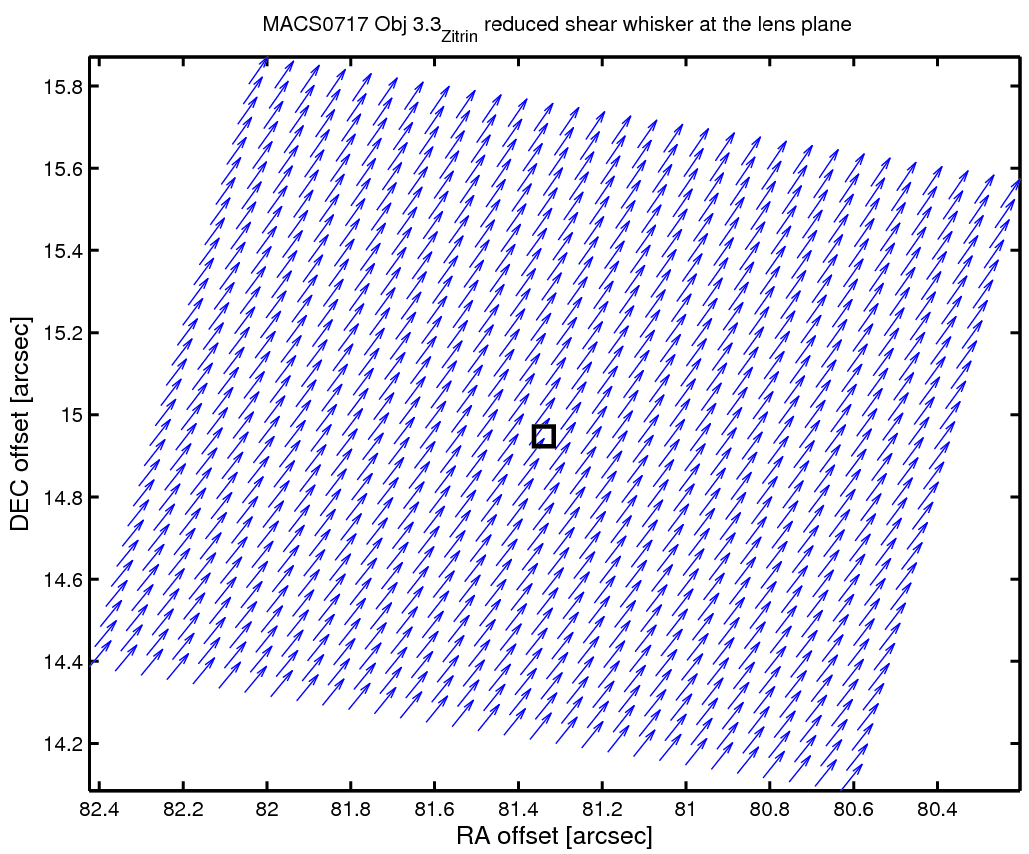 MACS0717 Obj 3.3Zitrin reduced shear whisker at the lens plane
15.8
15.6
15.4
15.2
15
14.8
14.6
14.4
14.2
DEC offset [arcsec]
82.4 82.2 82 81.8 81.6 81.4 81.2 81 80.8 80.6 80.4
RA offset [arcsec]